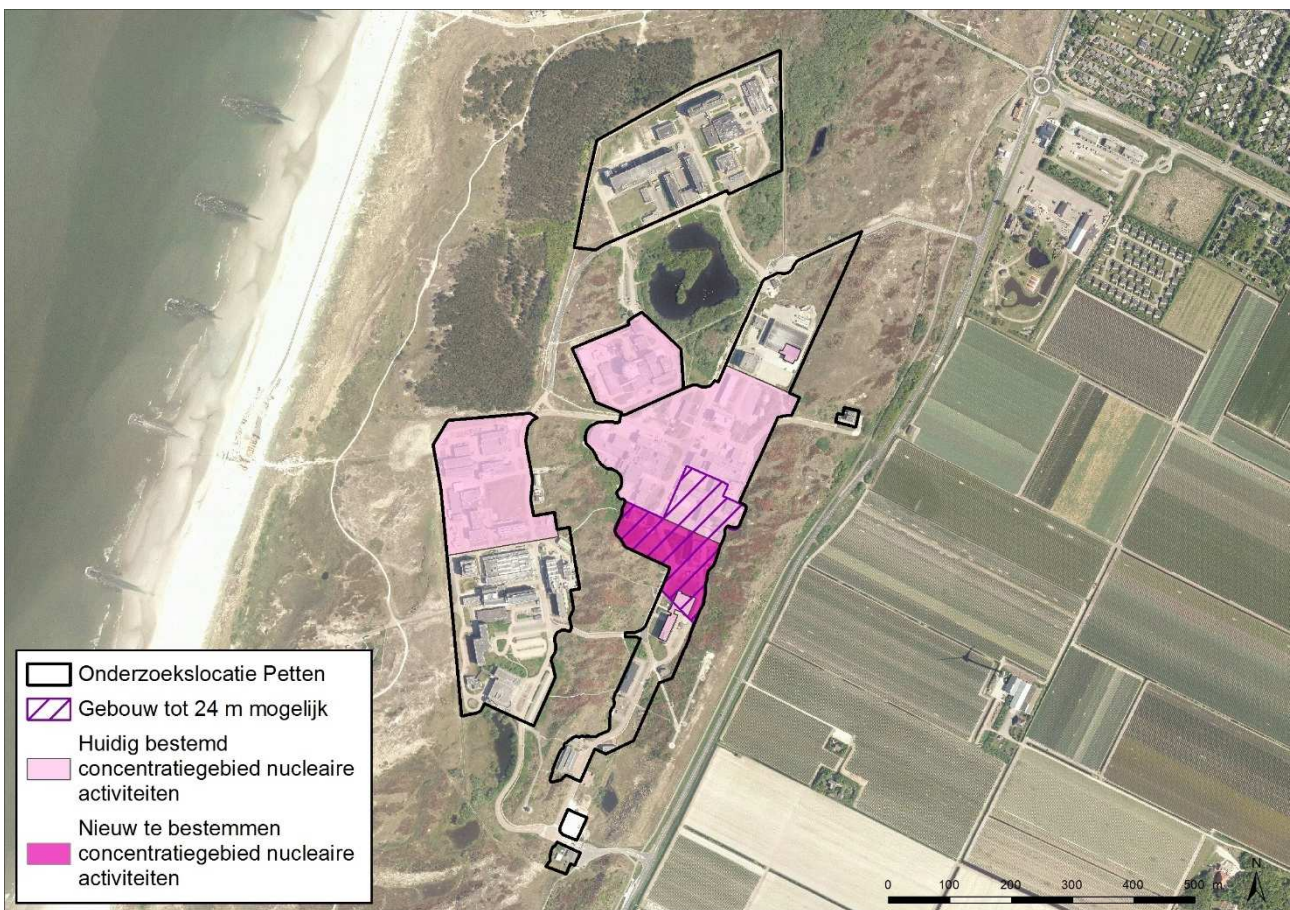 Onderzoekslocatie Petten
Gebouw tot 24 m mogelijk
Huidig bestemd
concentratiegebied nucleaire
activiteiten
Nieuw te bestemmen
concentratiegebied nucleaire
activiteiten
N
0 100 200 300 400 500 m